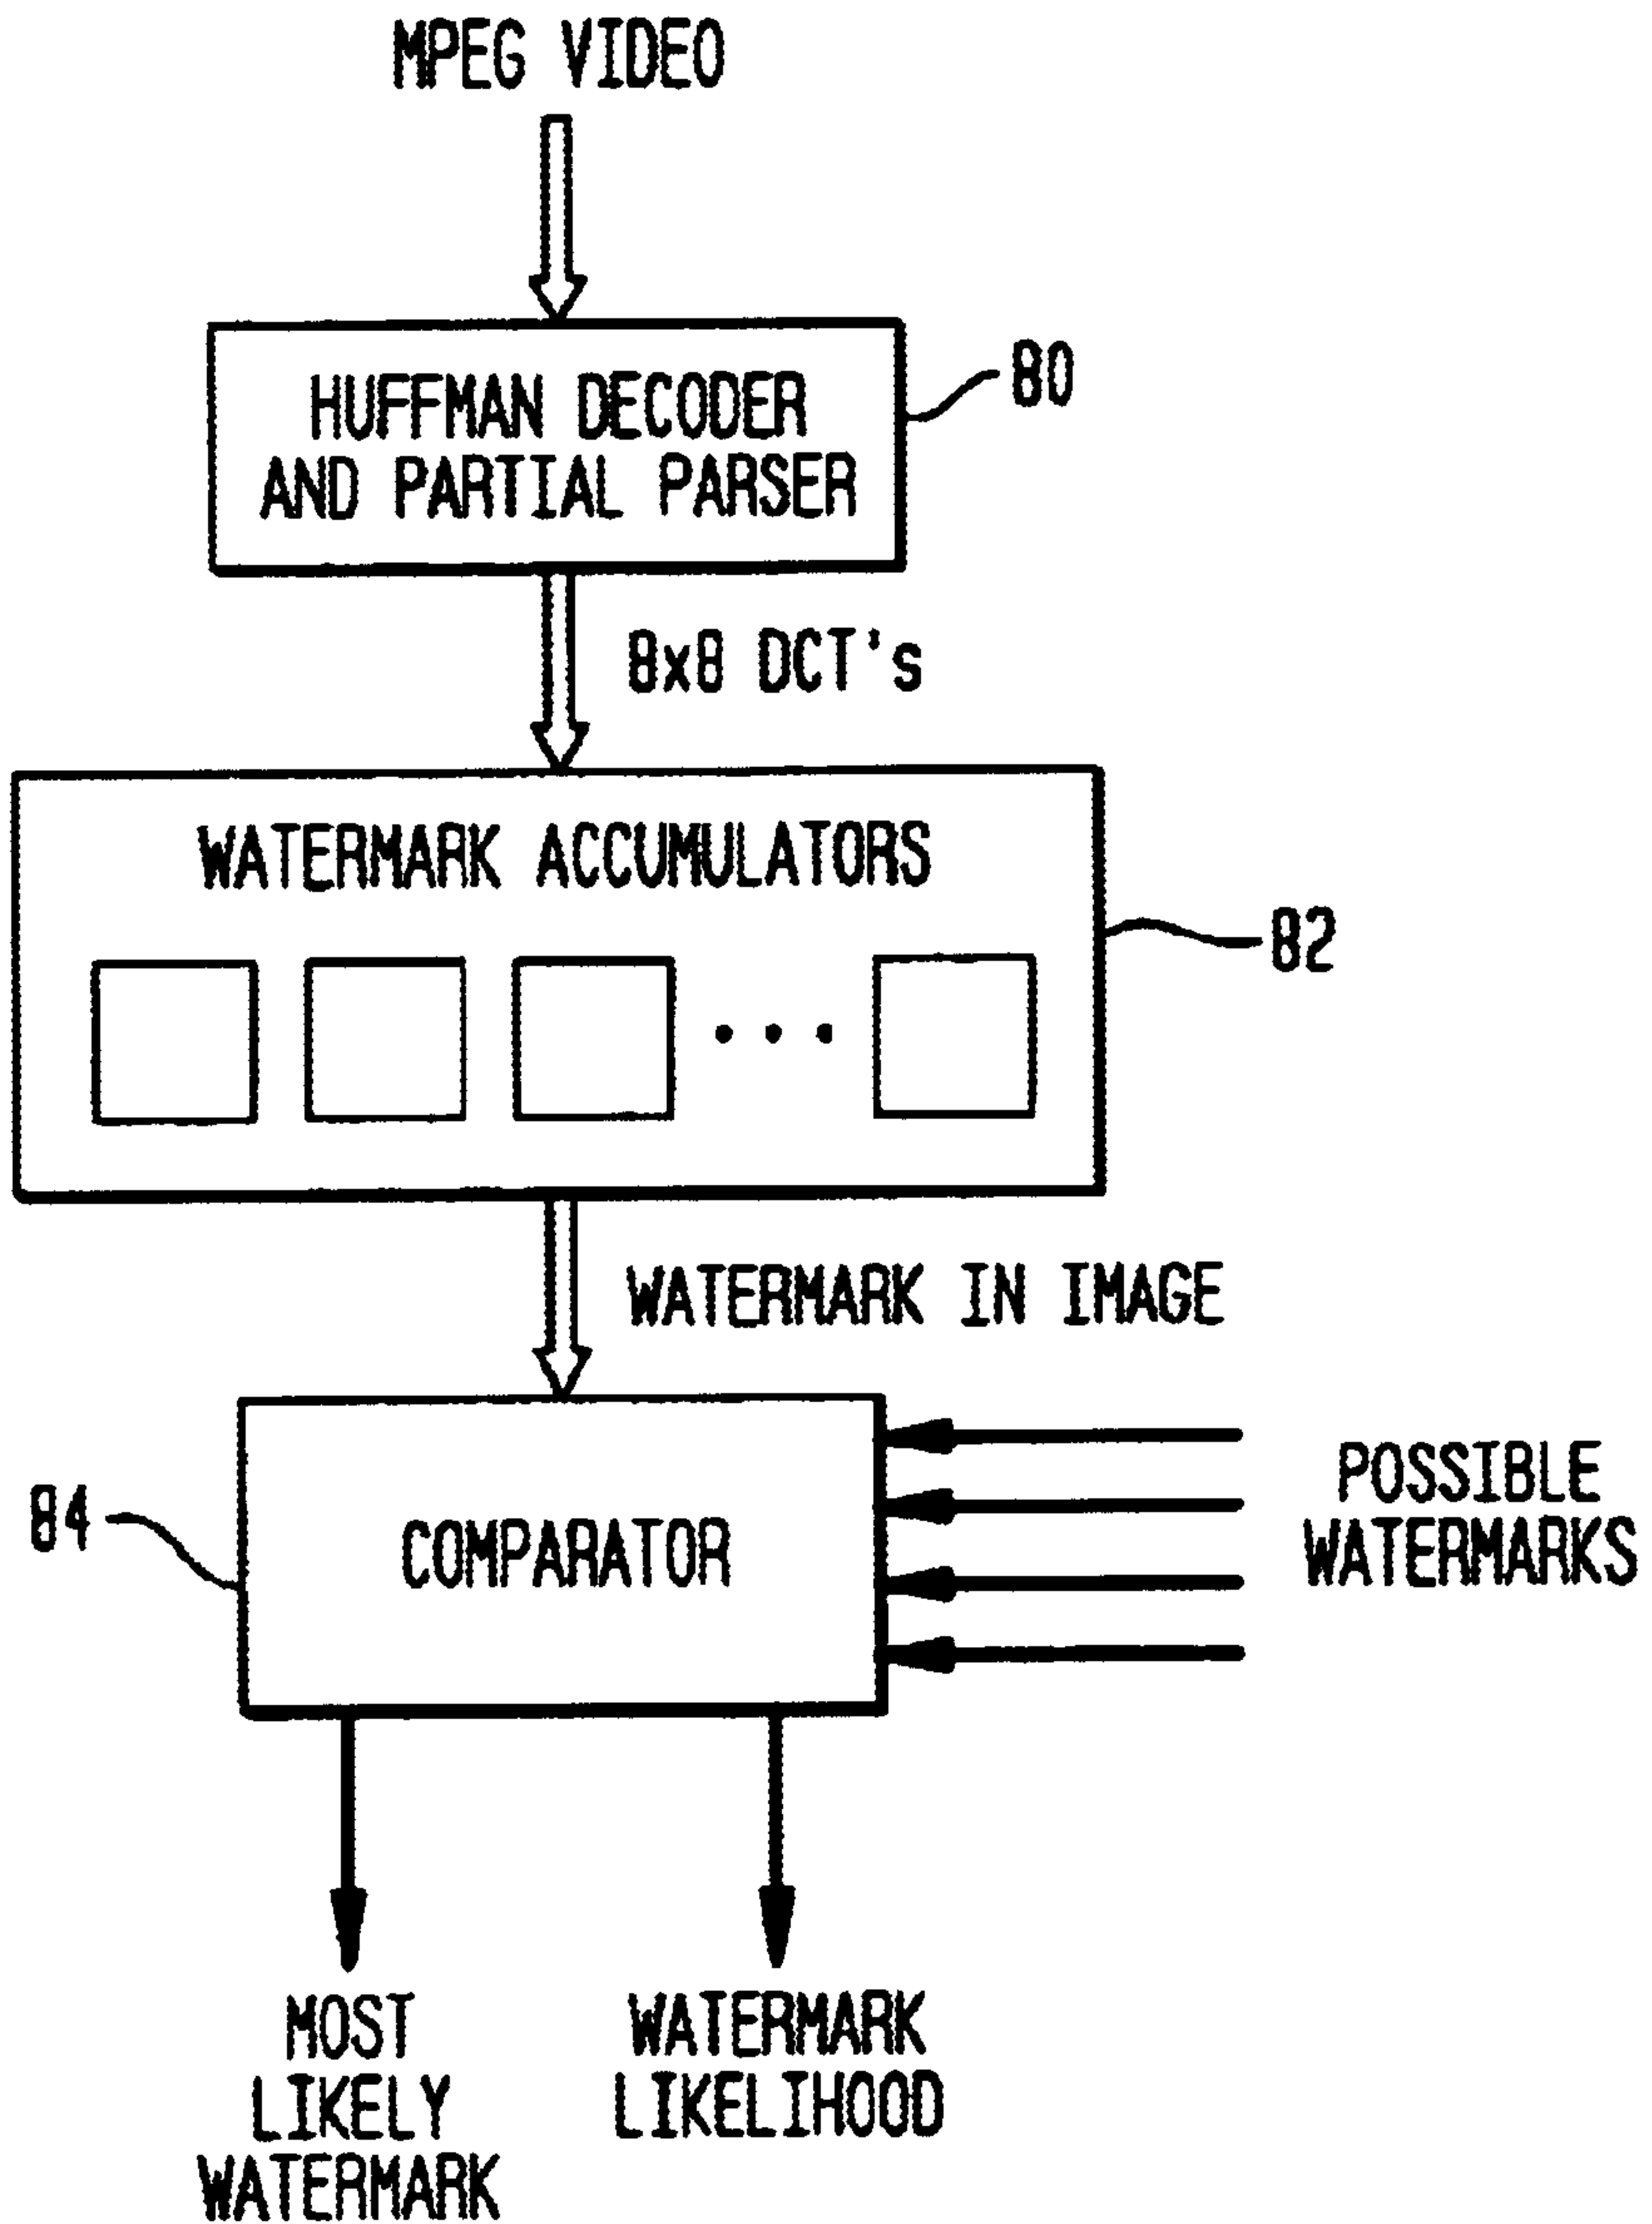 MPEG VIDEO
HUFFMAN DECODER
AND PARTIAL PARSER
80
8x8 DCT's
WATERMARK ACCUMULATORS
82
WATERMARK IN IMAGE
84
COMPARATOR
POSSIBLE
WATERMARKS
MOST
LIKELY
WATERMARK
WATERMARK
LIKELIHOOD